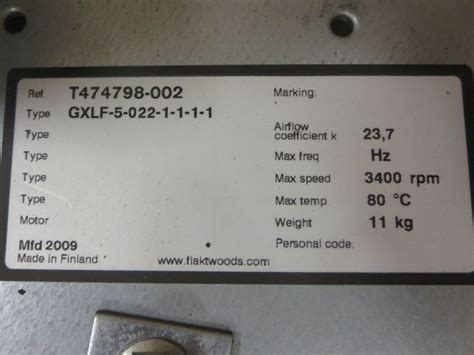 Ref. T474798-002 Marking:
Type GXLF-5-022-1-1-1-1
Type Airflow coefficient k 23,7
Type Max freq Hz
Type Max speed 3400 rpm
Type Max temp 80 °C
Motor Weight 11 kg
Mfd 2009 Personal code:
Made in Finland www.flaktwoods.com